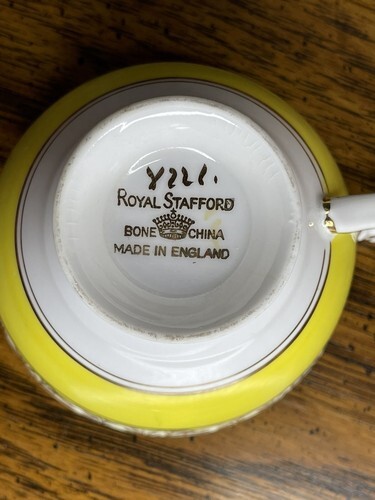 ROYAL STAFFORD
BONE CHINA
MADE IN ENGLAND